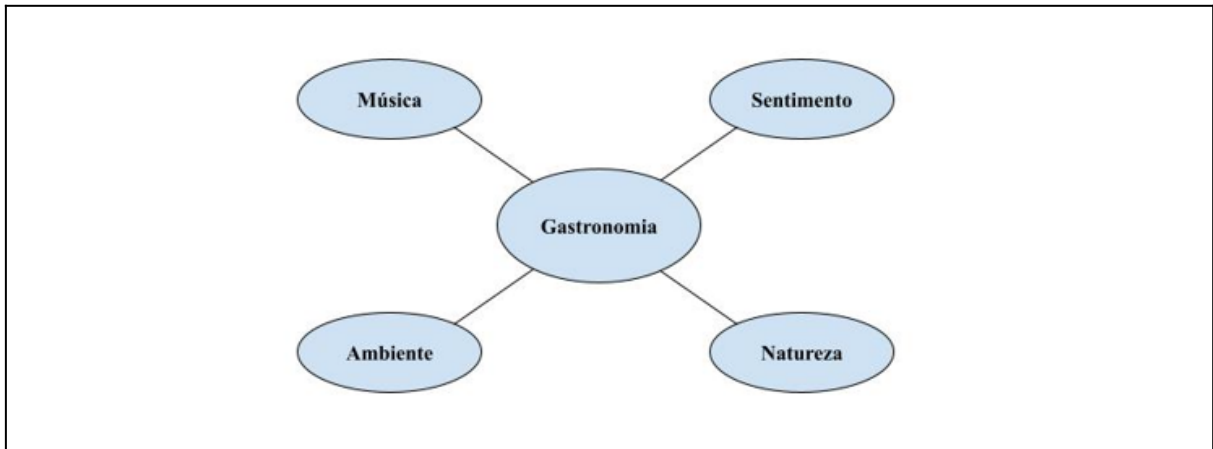 Música
Sentimento
Gastronomia
Ambiente
Natureza